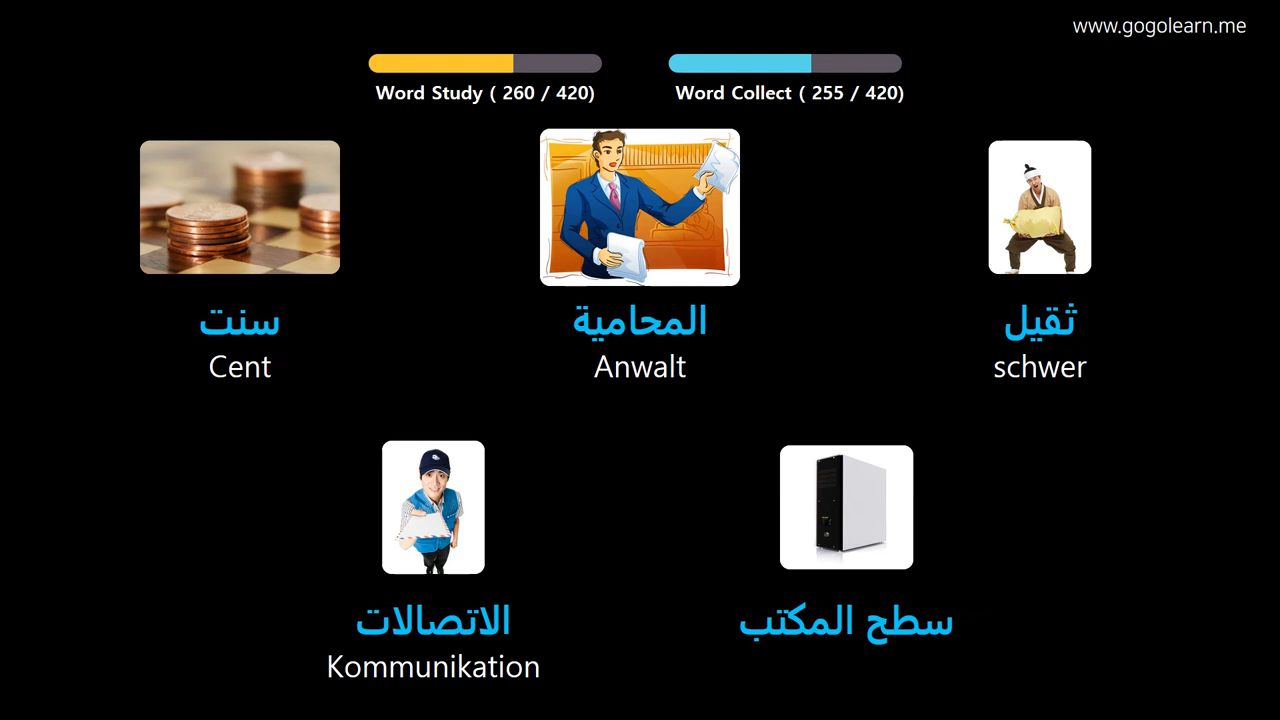 www.gogolearn.me
Word Study ( 260 / 420)
Word Collect ( 255 / 420)
سنت
Cent
المحامية
Anwalt
ثقيل
schwer
الاتصالات
Kommunikation
سطح المكتب